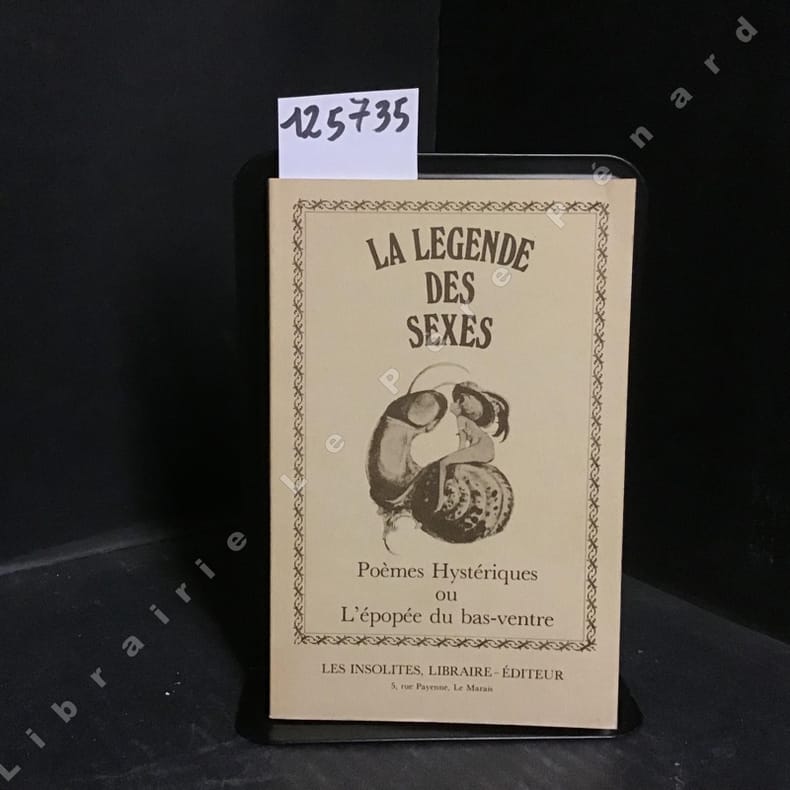 125735
LA LEGENDE
DES
SEXES
Poèmes Hystériques
ou
L'épopée du bas-ventre
LES INSOLITES, LIBRAIRE-ÉDITEUR
5, rue Payenne, Le Marais
Librairie Le Père Pénard